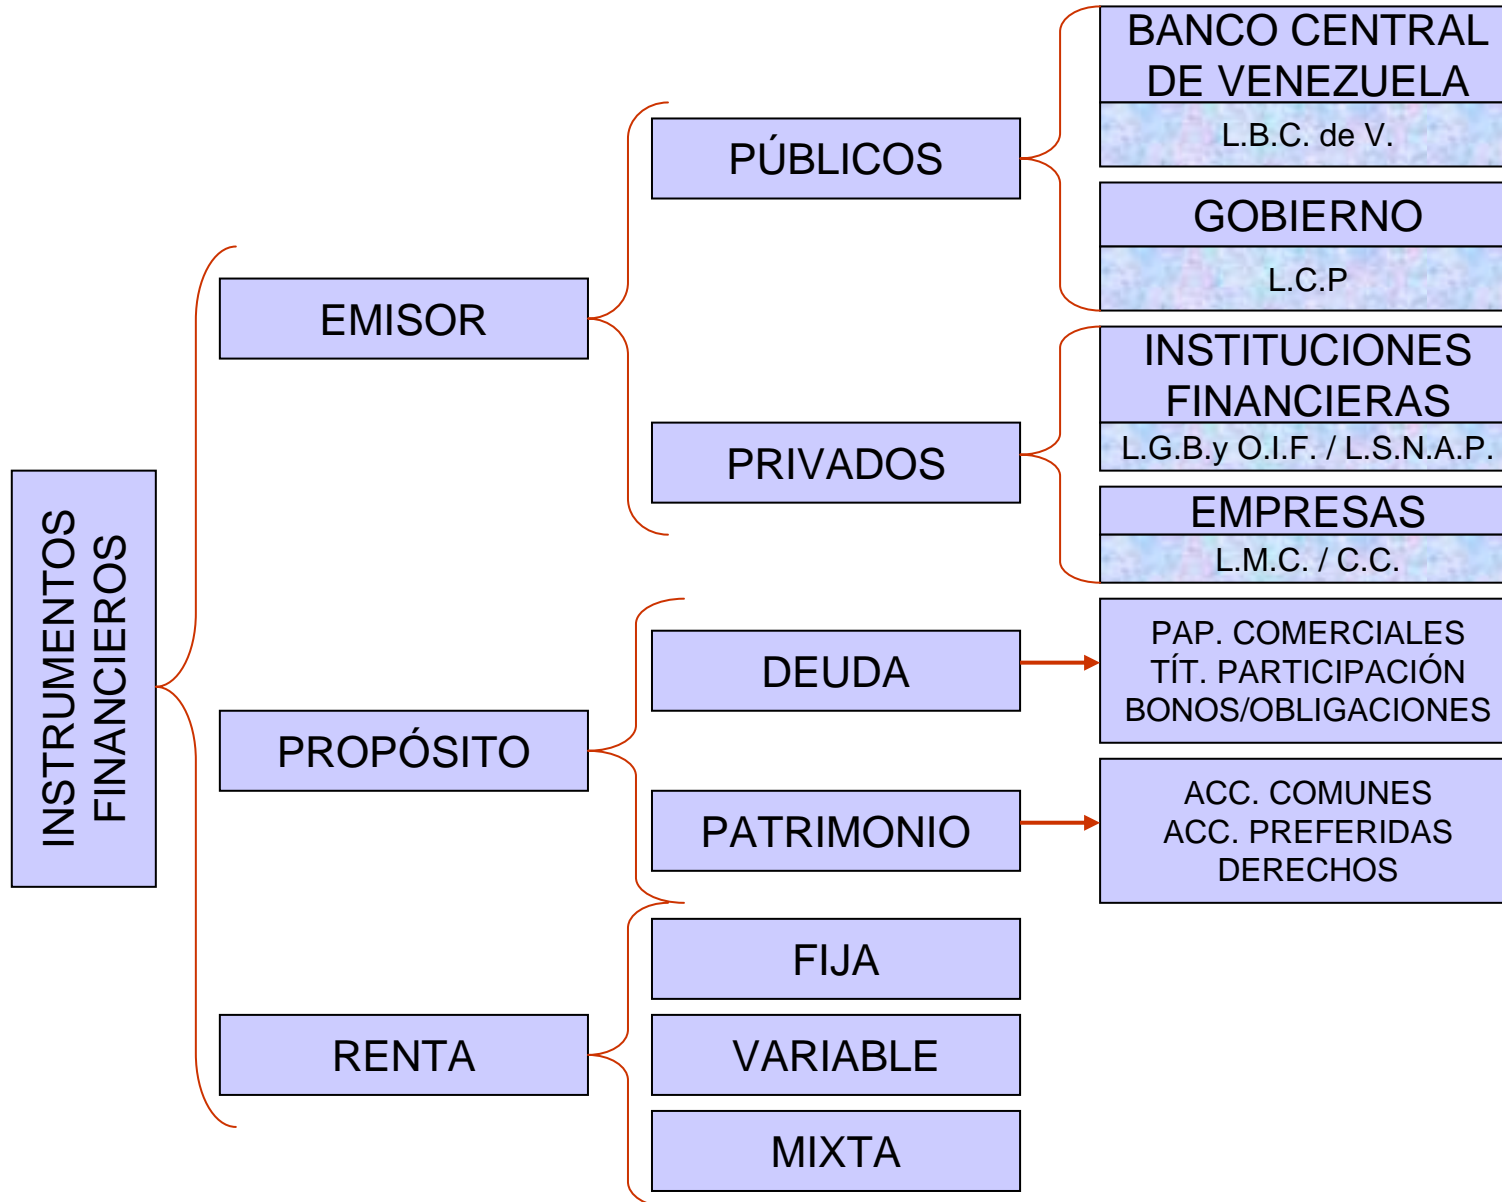 INSTRUMENTOS
FINANCIEROS
EMISOR
PÚBLICOS
BANCO CENTRAL
DE VENEZUELA
L.B.C. de V.
GOBIERNO
L.C.P
PRIVADOS
INSTITUCIONES
FINANCIERAS
L.G.B.y O.I.F. / L.S.N.A.P.
EMPRESAS
L.M.C. / C.C.
PROPÓSITO
DEUDA
PAP. COMERCIALES
TÍT. PARTICIPACIÓN
BONOS/OBLIGACIONES
PATRIMONIO
ACC. COMUNES
ACC. PREFERIDAS
DERECHOS
RENTA
FIJA
VARIABLE
MIXTA